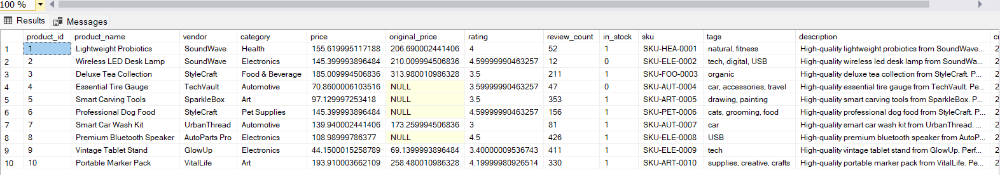 100 %
Results Messages
product_id product_name vendor category price original_price rating review_count in_stock sku tags description cr
1 1 Lightweight Probiotics SoundWave Health 155.619995117188 206.690002441406 4 52 1 SKU-HEA-0001 natural, fitness High-quality lightweight probiotics from SoundWave... 2
2 2 Wireless LED Desk Lamp SoundWave Electronics 145.399993896484 210.009994506836 4.59999990463257 12 0 SKU-ELE-0002 tech, digital, USB High-quality wireless led desk lamp from SoundWa... 2
3 3 Deluxe Tea Collection StyleCraft Food & Beverage 185.009994506836 313.980010986328 3.5 211 1 SKU-FOO-0003 organic High-quality deluxe tea collection from StyleCraft. P... 2
4 4 Essential Tire Gauge TechVault Automotive 70.8600006103516 NULL 3.59999990463257 47 0 SKU-AUT-0004 car, accessories, travel High-quality essential tire gauge from TechVault. Pe... 2
5 5 Smart Carving Tools SparkleBox Art 97.129997253418 NULL 3.5 353 1 SKU-ART-0005 drawing, painting High-quality smart carving tools from SparkleBox. P... 2
6 6 Professional Dog Food StyleCraft Pet Supplies 145.399993896484 NULL 4.59999990463257 156 1 SKU-PET-0006 cats, grooming, food High-quality professional dog food from StyleCraft. P... 2
7 7 Smart Car Wash Kit UrbanThread Automotive 139.940002441406 173.259994506836 3 81 1 SKU-AUT-0007 car High-quality smart car wash kit from UrbanThread. ... 2
8 8 Premium Bluetooth Speaker AutoParts Pro Electronics 108.98999786377 NULL 4.5 426 1 SKU-ELE-0008 USB High-quality premium bluetooth speaker from AutoP... 2
9 9 Vintage Tablet Stand GlowUp Electronics 44.1500015258789 69.1399993896484 3.40000009536743 411 1 SKU-ELE-0009 tech High-quality vintage tablet stand from GlowUp. Perf... 2
10 10 Portable Marker Pack VitalLife Art 193.910003662109 258.480010986328 4.19999980926514 330 1 SKU-ART-0010 supplies, creative, crafts High-quality portable marker pack from VitalLife. Pe... 2